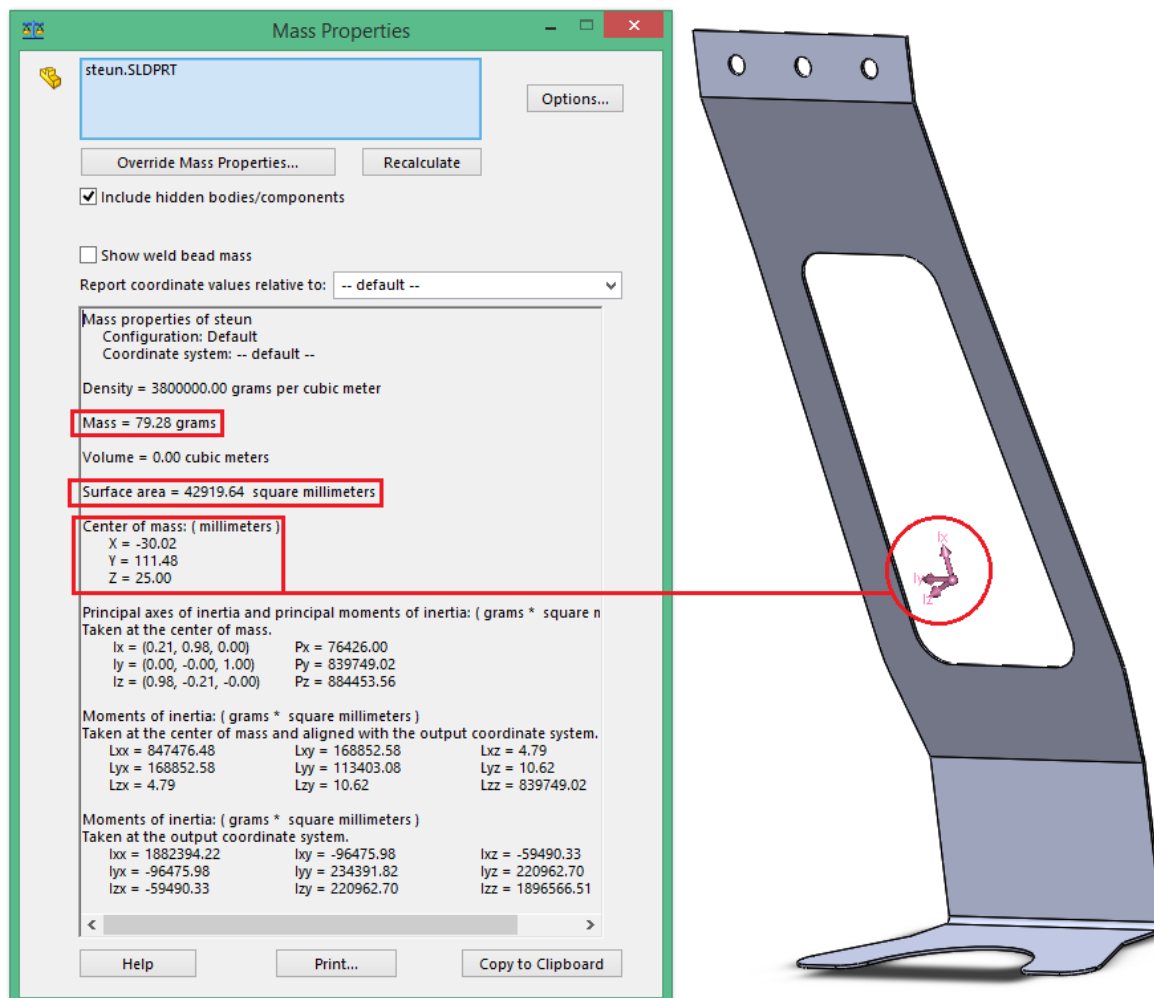 Mass Properties
steun.SLDPRT
Options...
Override Mass Properties...
Recalculate
Include hidden bodies/components
Show weld bead mass
Report coordinate values relative to:
-- default --
Mass properties of steun
Configuration: Default
Coordinate system: -- default --
Density = 3800000.00 grams per cubic meter
Mass = 79.28 grams
Volume = 0.00 cubic meters
Surface area = 42919.64 square millimeters
Center of mass: ( millimeters )
X = -30.02
Y = 111.48
Z = 25.00
Principal axes of inertia and principal moments of inertia: ( grams * square n
Taken at the center of mass.
Ix = (0.21, 0.98, 0.00) Px = 76426.00
Iy = (0.00, -0.00, 1.00) Py = 839749.02
Iz = (0.98, -0.21, -0.00) Pz = 884453.56
Moments of inertia: ( grams * square millimeters )
Taken at the center of mass and aligned with the output coordinate system.
Lxx = 847476.48 Lxy = 168852.58 Lxz = 4.79
Lyx = 168852.58 Lyy = 113403.08 Lyz = 10.62
Lzx = 4.79 Lzy = 10.62 Lzz = 839749.02
Moments of inertia: ( grams * square millimeters )
Taken at the output coordinate system.
Ixx = 1882394.22 Ixy = -96475.98 Ixz = -59490.33
Iyx = -96475.98 Iyy = 234391.82 Iyz = 220962.70
Izx = -59490.33 Izy = 220962.70 Izz = 1896566.51
Help
Print...
Copy to Clipboard
Ix
Iy
Iz